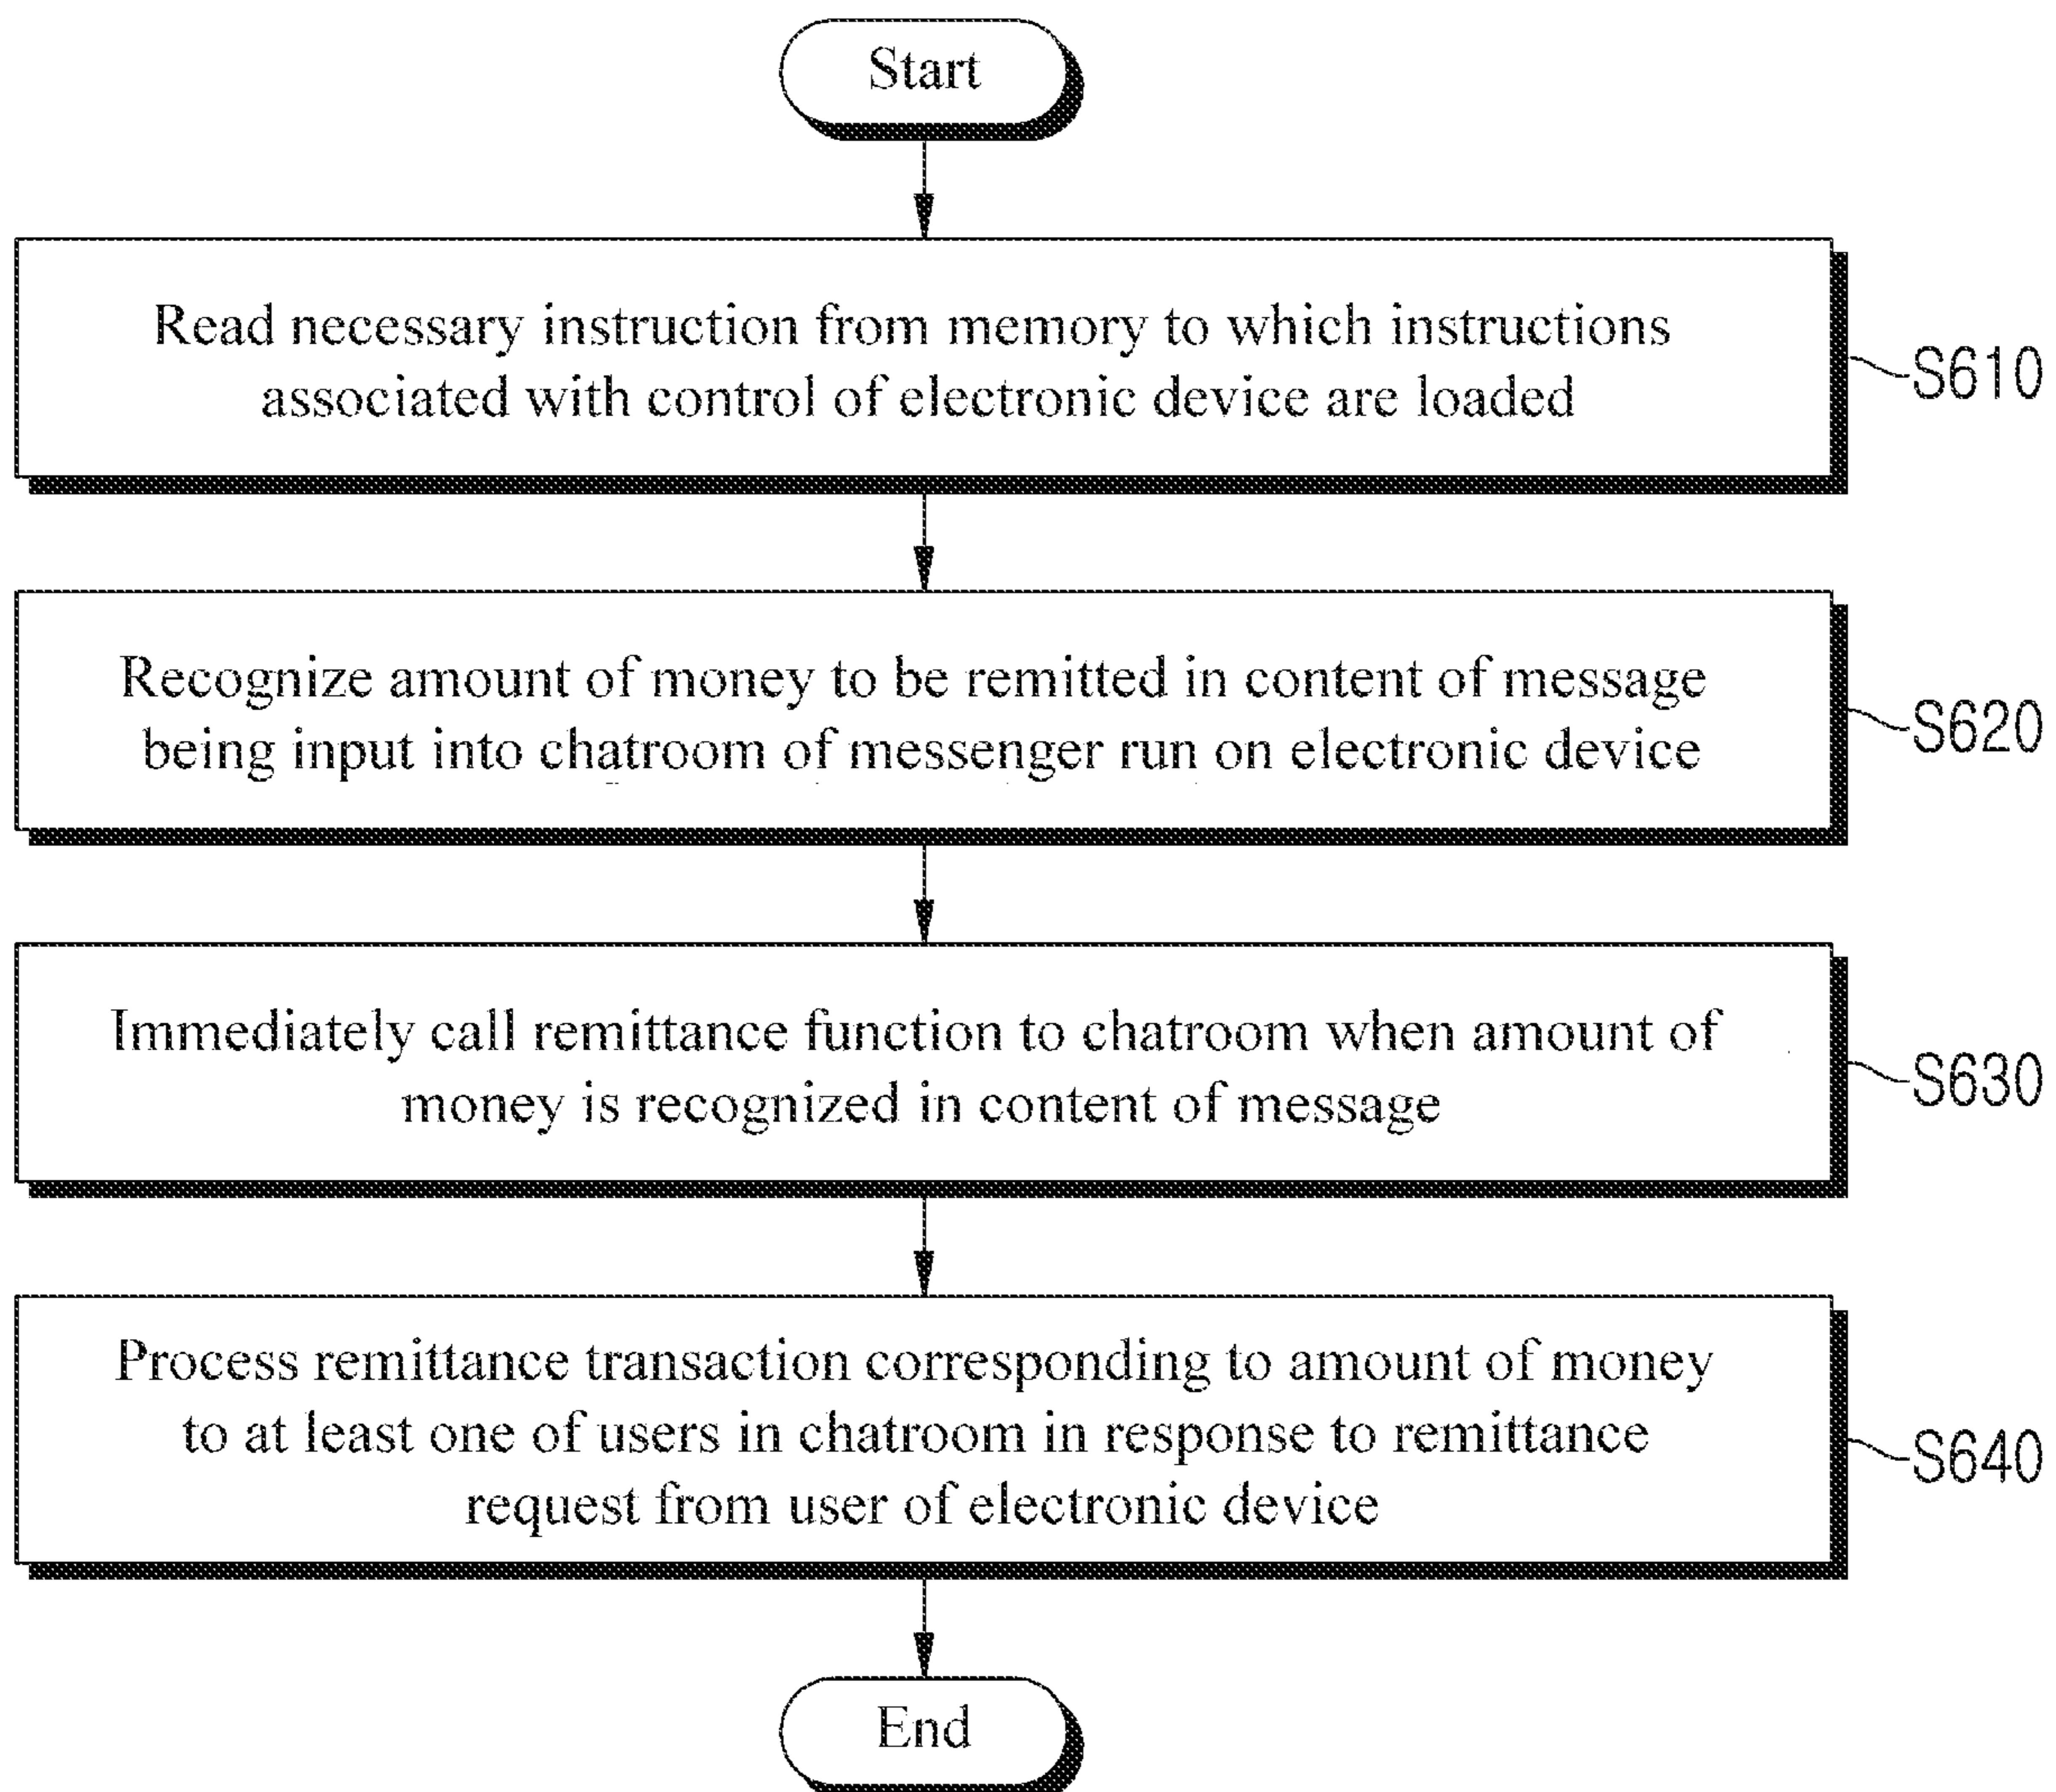 Start
Read necessary instruction from memory to which instructions
associated with control of electronic device are loaded
S610
Recognize amount of money to be remitted in content of message
being input into chatroom of messenger run on electronic device
S620
Immediately call remittance function to chatroom when amount of
money is recognized in content of message
S630
Process remittance transaction corresponding to amount of money
to at least one of users in chatroom in response to remittance
request from user of electronic device
S640
End